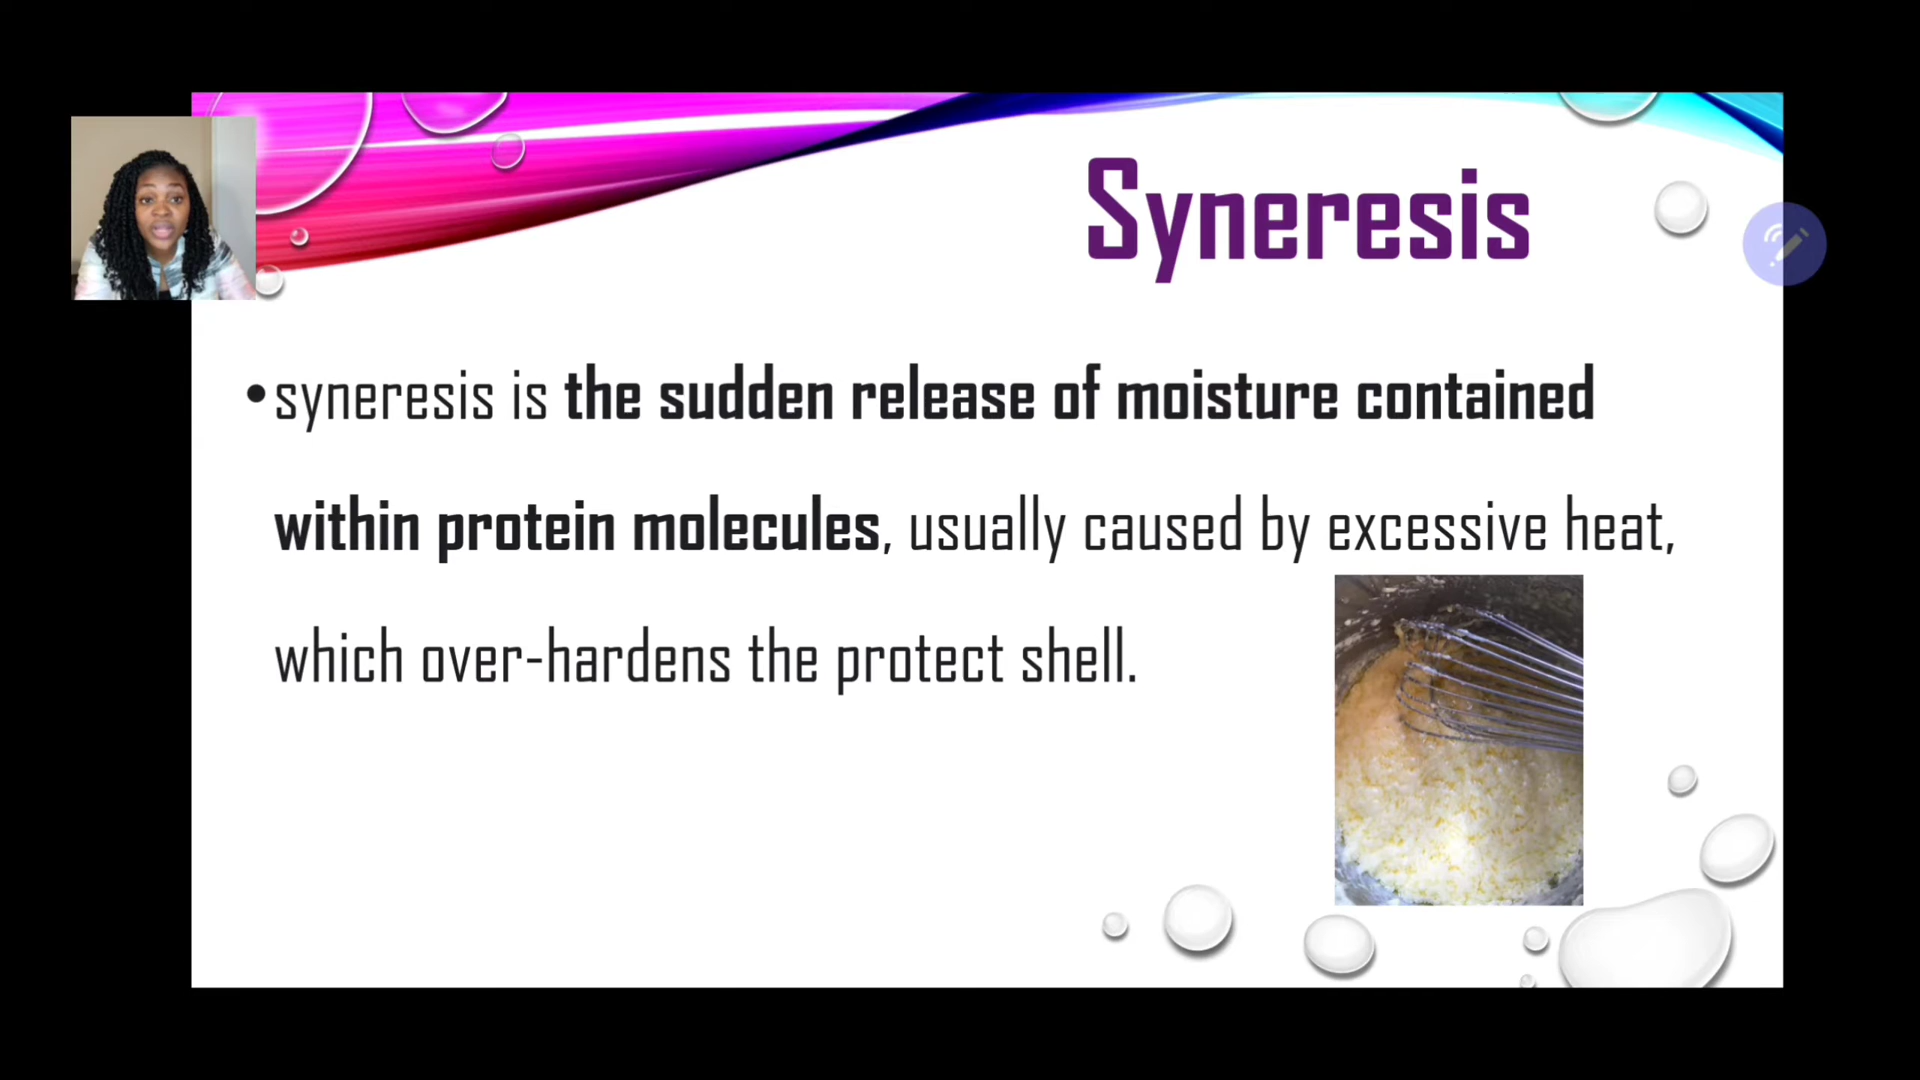 Syneresis
•syneresis is the sudden release of moisture contained
within protein molecules, usually caused by excessive heat,
which over-hardens the protect shell.